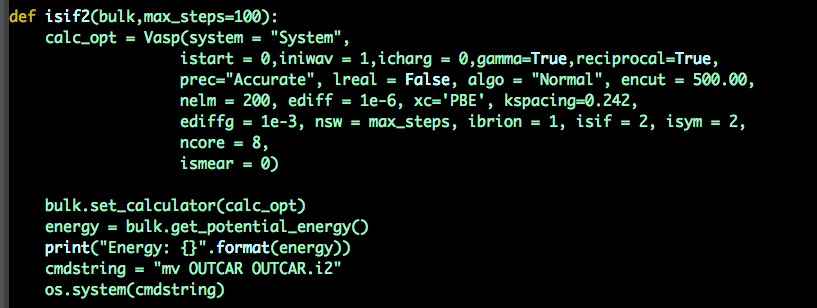 def isif2(bulk,max_steps=100):
    calc_opt = Vasp(system = "System",
                    istart = 0,iniwav = 1,icharg = 0,gamma=True,reciprocal=True,
                    prec="Accurate", lreal = False, algo = "Normal", encut = 500.00,
                    nelm = 200, ediff = 1e-6, xc='PBE', kspacing=0.242,
                    ediffg = 1e-3, nsw = max_steps, ibrion = 1, isif = 2, isym = 2,
                    ncore = 8,
                    ismear = 0)
    bulk.set_calculator(calc_opt)
    energy = bulk.get_potential_energy()
    print("Energy: {}".format(energy))
    cmdstring = "mv OUTCAR OUTCAR.i2"
    os.system(cmdstring)